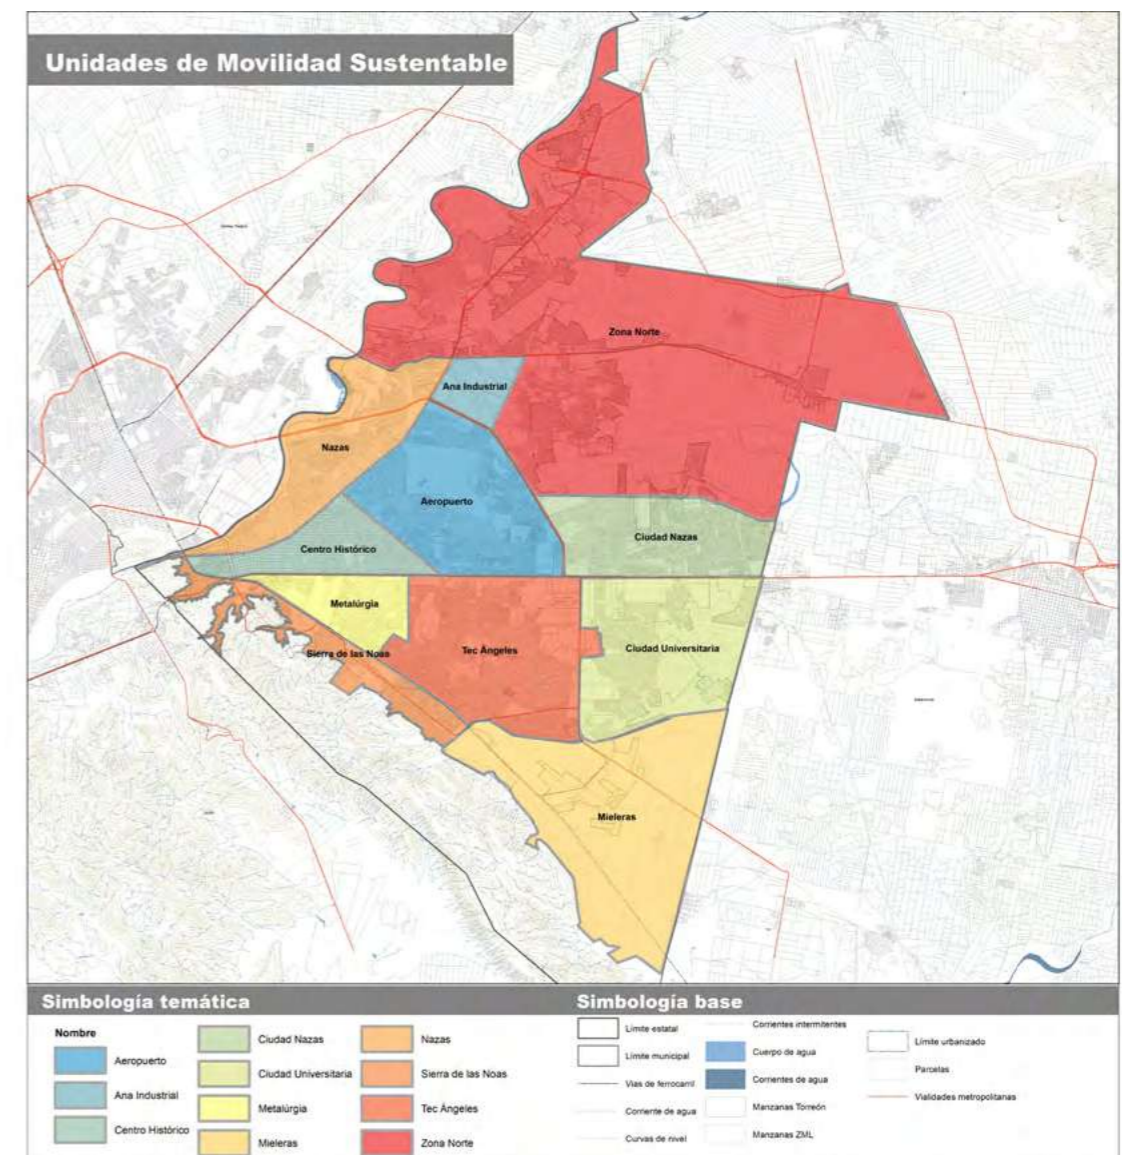 Unidades de Movilidad Sustentable
Zona Norte
Ana Industrial
Nazas
Aeropuerto
Ciudad Nazas
Centro Histórico
Metalúrgia
Sierra de las Noas
Tec Ángeles
Ciudad Universitaria
Mieleras
Simbología temática
Nombre
Aeropuerto
Ana Industrial
Centro Histórico
Ciudad Nazas
Ciudad Universitaria
Metalúrgia
Mieleras
Nazas
Sierra de las Noas
Tec Ángeles
Zona Norte
Simbología base
Límite estatal
Límite municipal
Vias de ferrocarril
Corriente de agua
Curvas de nivel
Corrientes intermitentes
Cuerpo de agua
Corrientes de agua
Manzanas Torreón
Manzanas ZML
Límite urbanizado
Parcelas
Vialidades metropolitanas